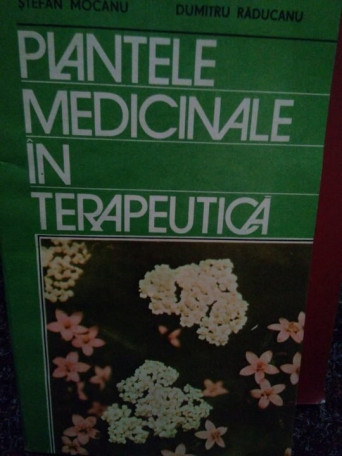 ȘTEFAN MOCANU DUMITRU RĂDUCANU
PLANTELE
MEDICINALE
ÎN
TERAPEUTICĂ